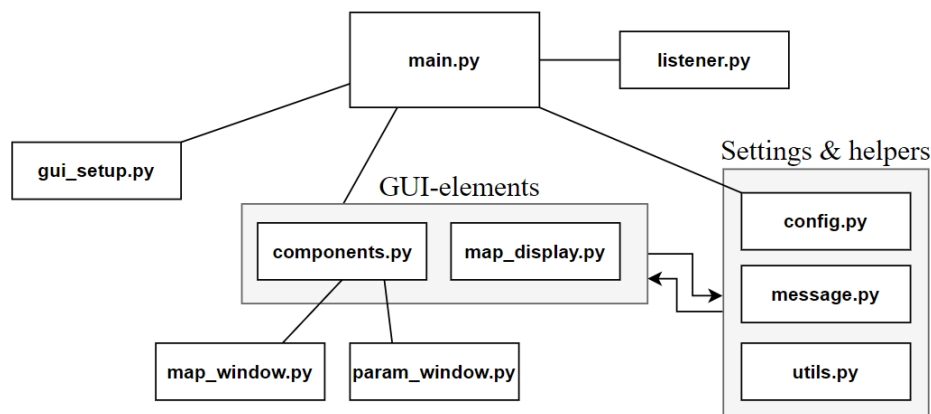 main.py
listener.py
gui_setup.py
Settings & helpers
GUI-elements
config.py
components.py
map_display.py
message.py
map_window.py
param_window.py
utils.py